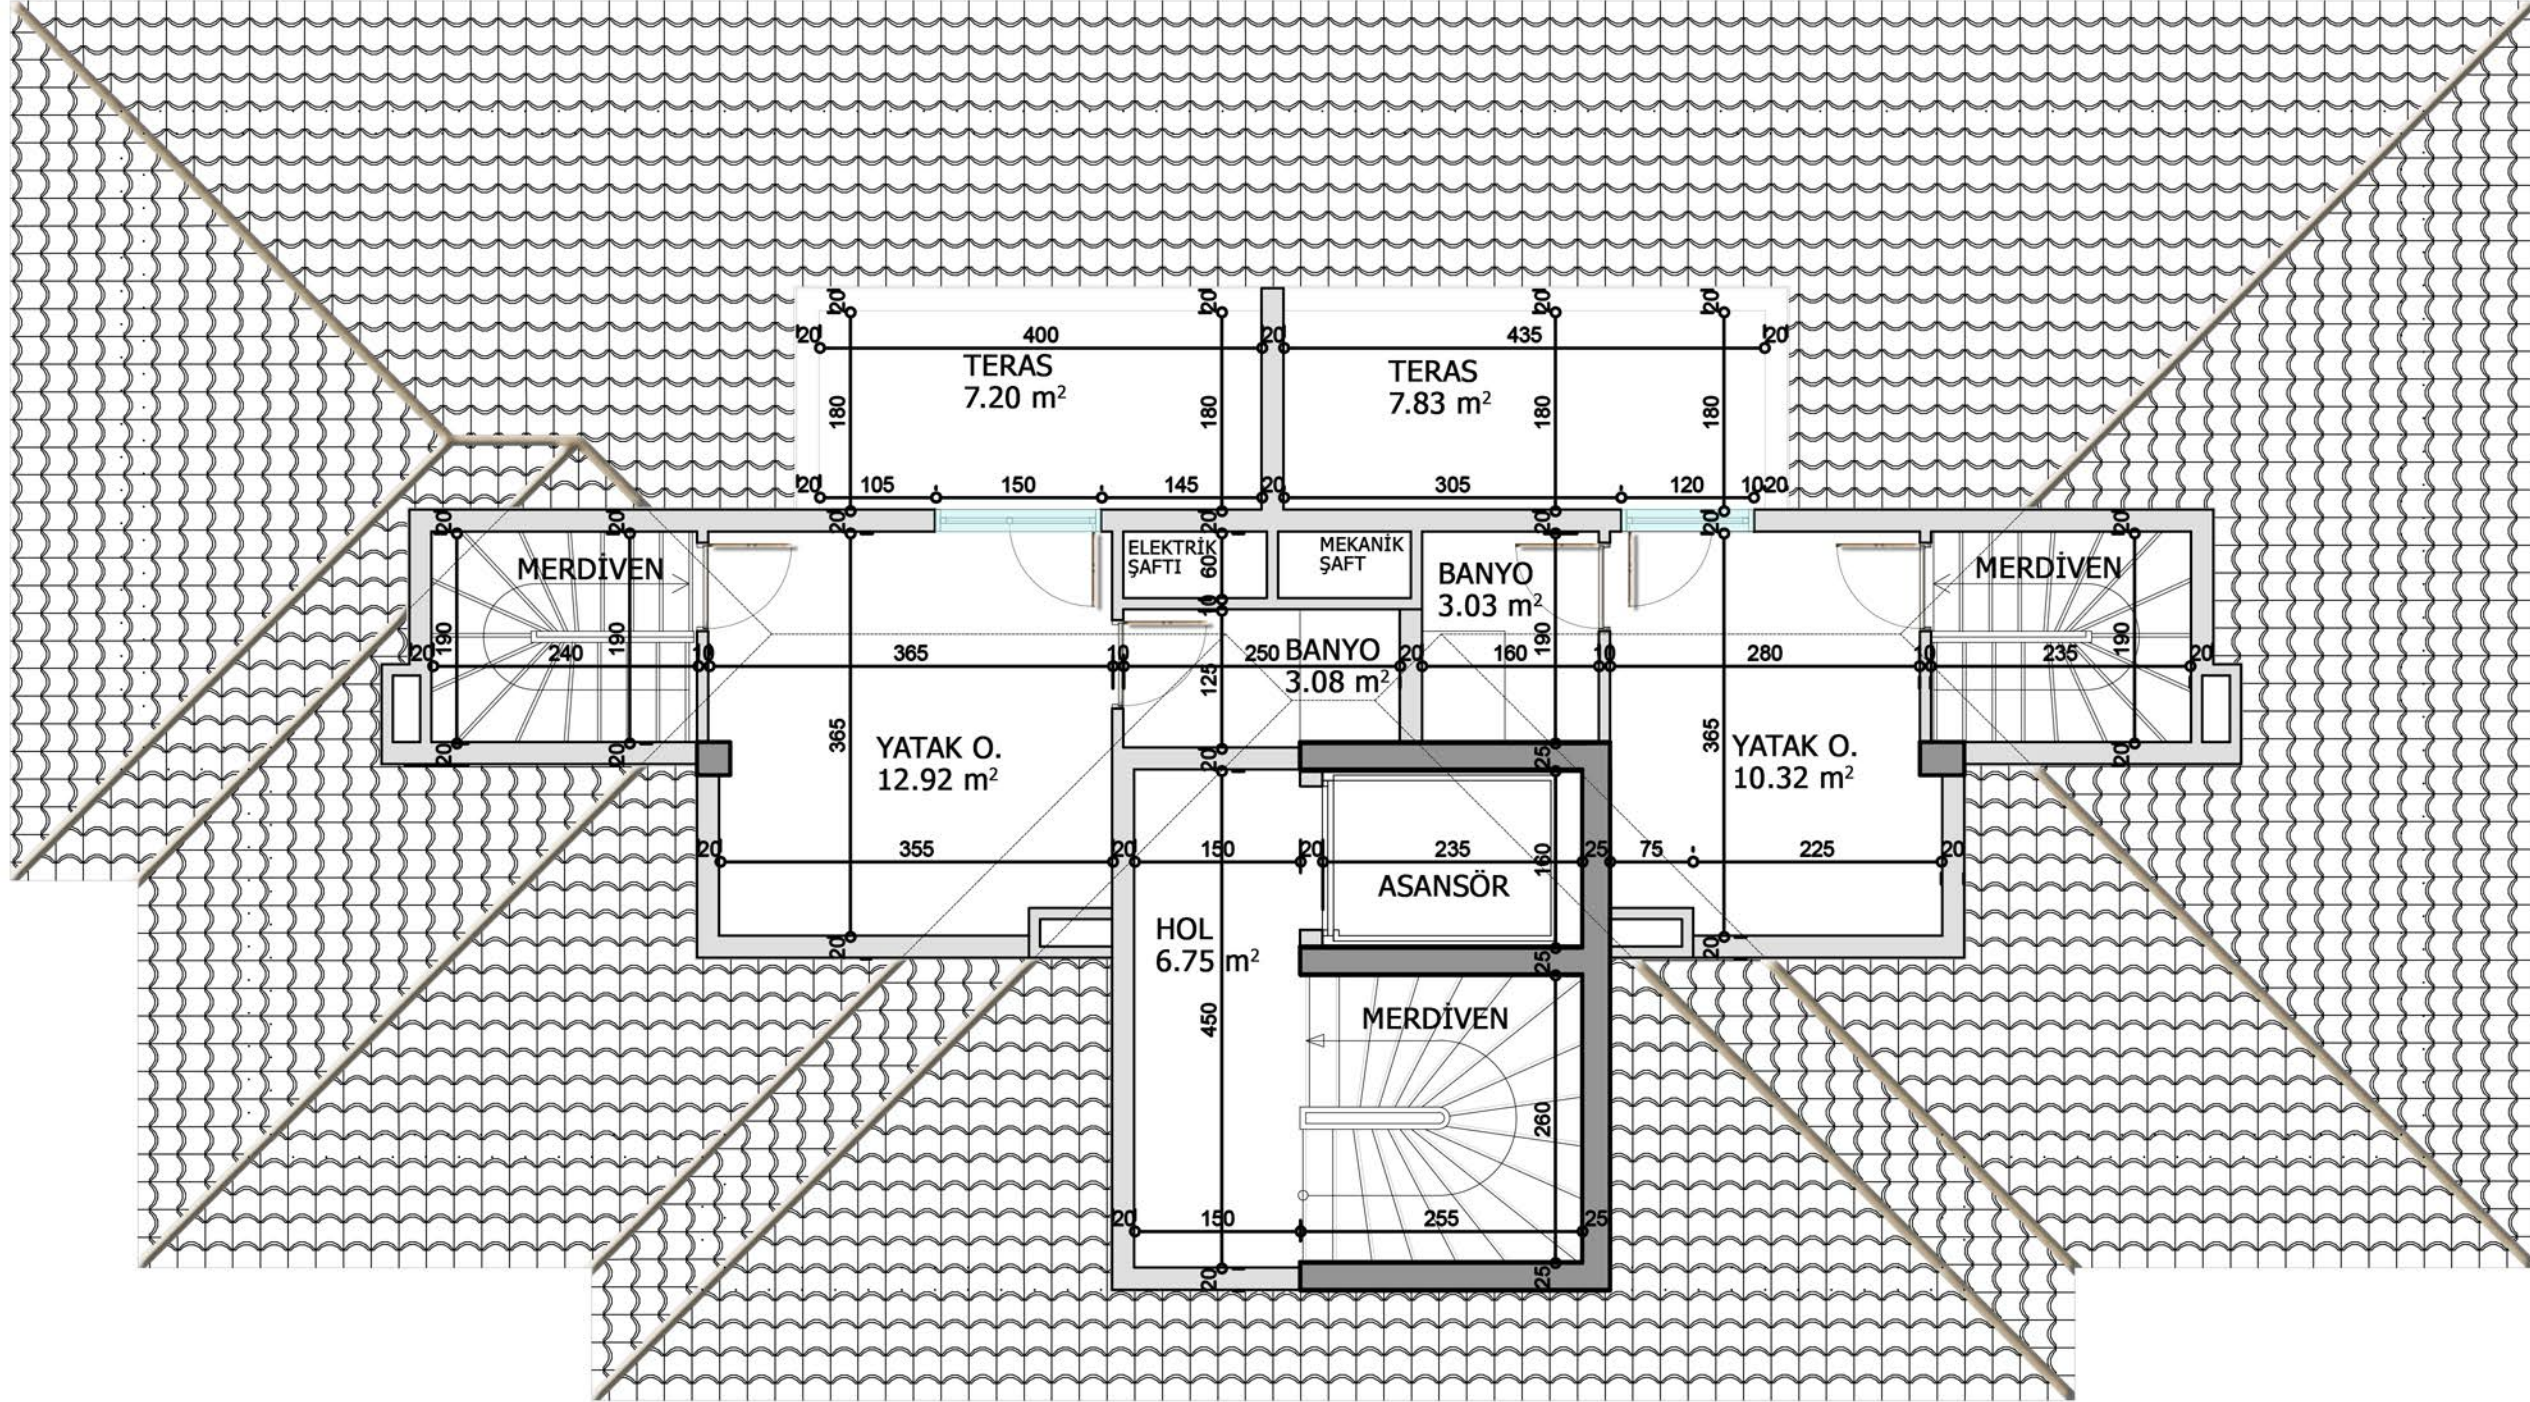 20 20 20 20
20 400 20 435 20
TERAS
7.20 m²
TERAS
7.83 m²
180 180 180 180
20 105 150 145 20 305 120 10 20
20 20 20 20 20 20 20
MERDİVEN
ELEKTRİK
ŞAFTI
60
MEKANİK
ŞAFT
BANYO
3.03 m²
MERDİVEN
10
190 190 190 190
20 240 10 365 10 250 20 160 10 280 10 235 20
BANYO
3.08 m²
125
365 365
YATAK O.
12.92 m²
YATAK O.
10.32 m²
20 20 20 25 20
20 355 20 150 20 235 25 75 225 20
160
ASANSÖR
HOL
6.75 m²
20 25 20
450
MERDİVEN
260
20 150 255 25
20 25